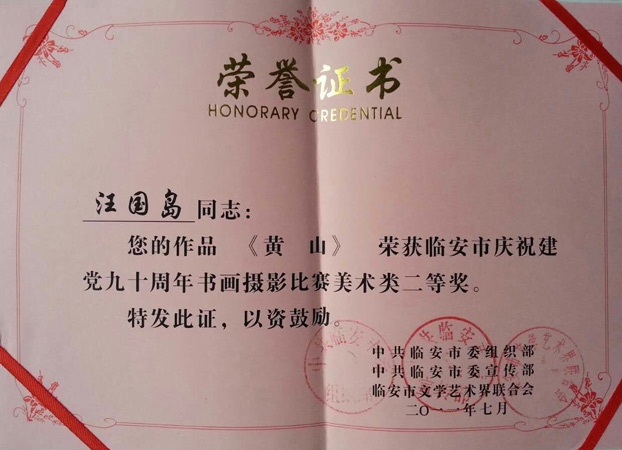 荣誉证书
HONORARY CREDENTIAL
汪国岛同志：
您的作品 《黄 山》 荣获临安市庆祝建
党九十周年书画摄影比赛美术类二等奖。
特发此证，以资鼓励。
中共临安市委组织部
中共临安市委宣传部
临安市文学艺术界联合会
二〇一一年七月